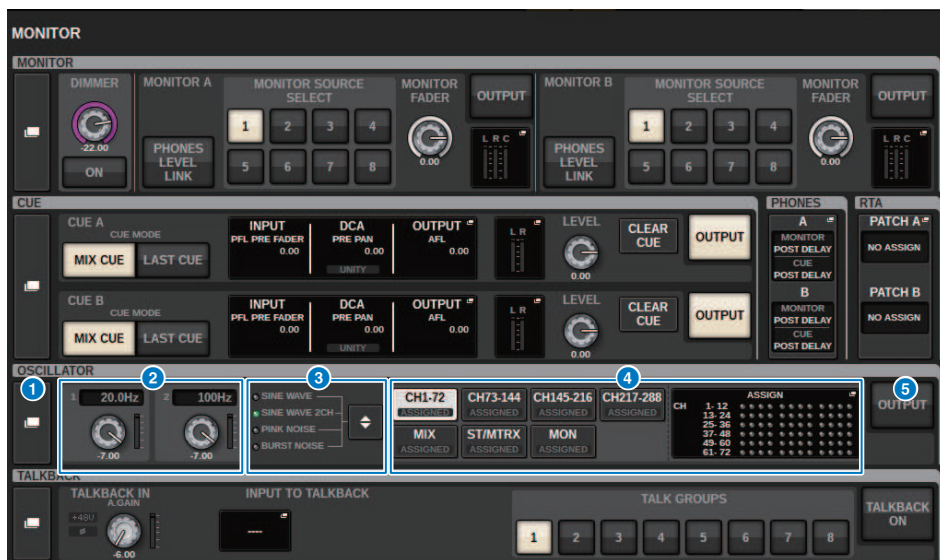 MONITOR
MONITOR
DIMMER
-22.00
ON
MONITOR A
PHONES
LEVEL
LINK
MONITOR SOURCE
SELECT
1 2 3 4
5 6 7 8
MONITOR
FADER
0.00
OUTPUT
L R C
MONITOR B
PHONES
LEVEL
LINK
MONITOR SOURCE
SELECT
1 2 3 4
5 6 7 8
MONITOR
FADER
0.00
OUTPUT
L R C
CUE
CUE A
CUE MODE
MIX CUE LAST CUE
INPUT
PFL PRE FADER
0.00
DCA
PRE PAN
0.00
UNITY
OUTPUT
AFL
0.00
L R
LEVEL
0.00
CLEAR
CUE
OUTPUT
CUE B
CUE MODE
MIX CUE LAST CUE
INPUT
PFL PRE FADER
0.00
DCA
PRE PAN
0.00
UNITY
OUTPUT
AFL
0.00
L R
LEVEL
0.00
CLEAR
CUE
OUTPUT
PHONES
A
MONITOR
POST DELAY
CUE
POST DELAY
B
MONITOR
POST DELAY
CUE
POST DELAY
RTA
PATCH A
NO ASSIGN
PATCH B
NO ASSIGN
OSCILLATOR
1
2
1 20.0Hz
-7.00
2 100Hz
-7.00
3
SINE WAVE
SINE WAVE 2CH
PINK NOISE
BURST NOISE
4
CH1-72
ASSIGNED
CH73-144
ASSIGNED
CH145-216
ASSIGNED
CH217-288
ASSIGNED
MIX
ASSIGNED
ST/MTRX
ASSIGNED
MON
ASSIGNED
ASSIGN
CH 1- 12
13- 24
25- 36
37- 48
49- 60
61- 72
5
OUTPUT
TALKBACK
TALKBACK IN
A.GAIN
+48V
ø
-6.00
INPUT TO TALKBACK
----
TALK GROUPS
1 2 3 4 5 6 7 8
TALKBACK
ON